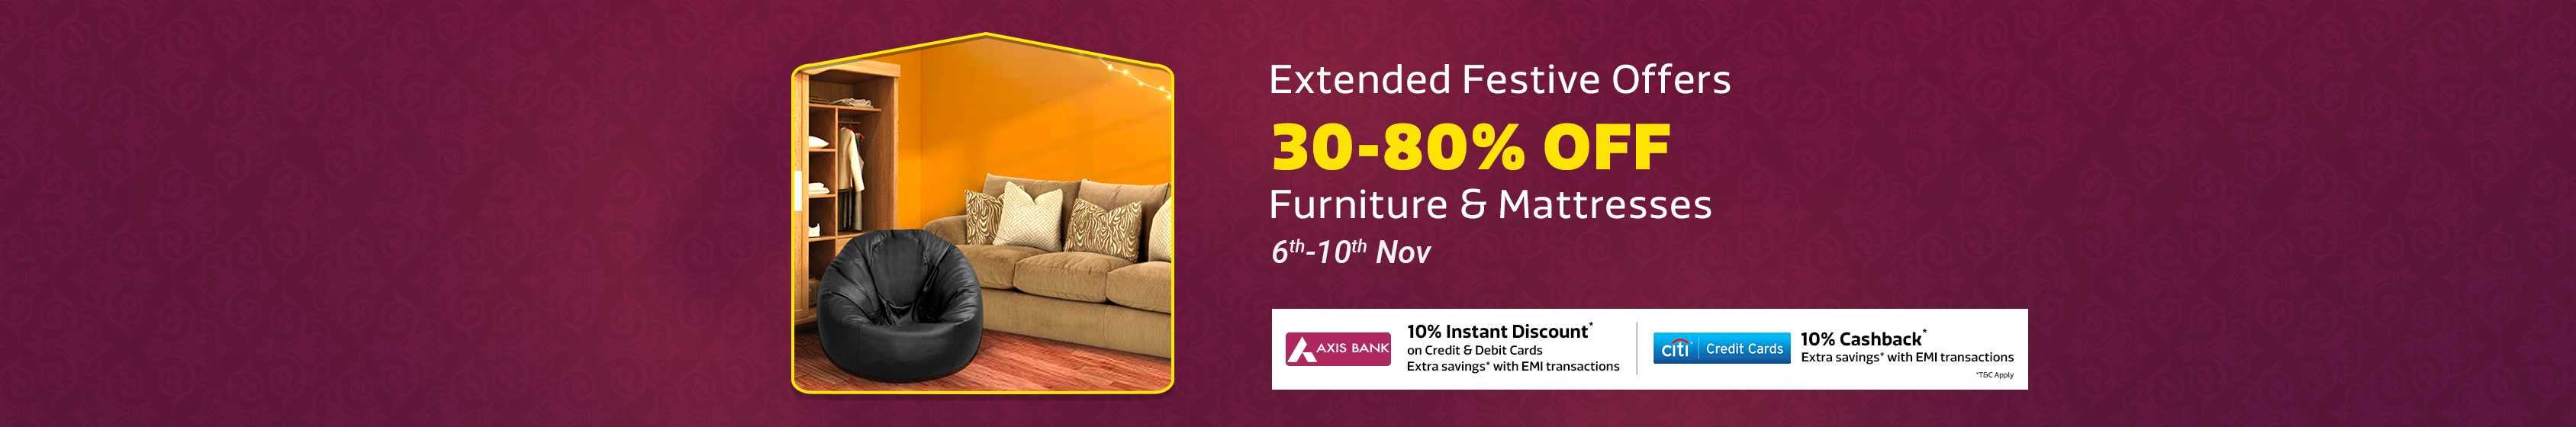 Extended Festive Offers
30-80% OFF
Furniture & Mattresses
6th-10th Nov
AXIS BANK
10% Instant Discount*
on Credit & Debit Cards
Extra savings* with EMI transactions
citi Credit Cards
10% Cashback*
Extra savings* with EMI transactions
*T&C Apply